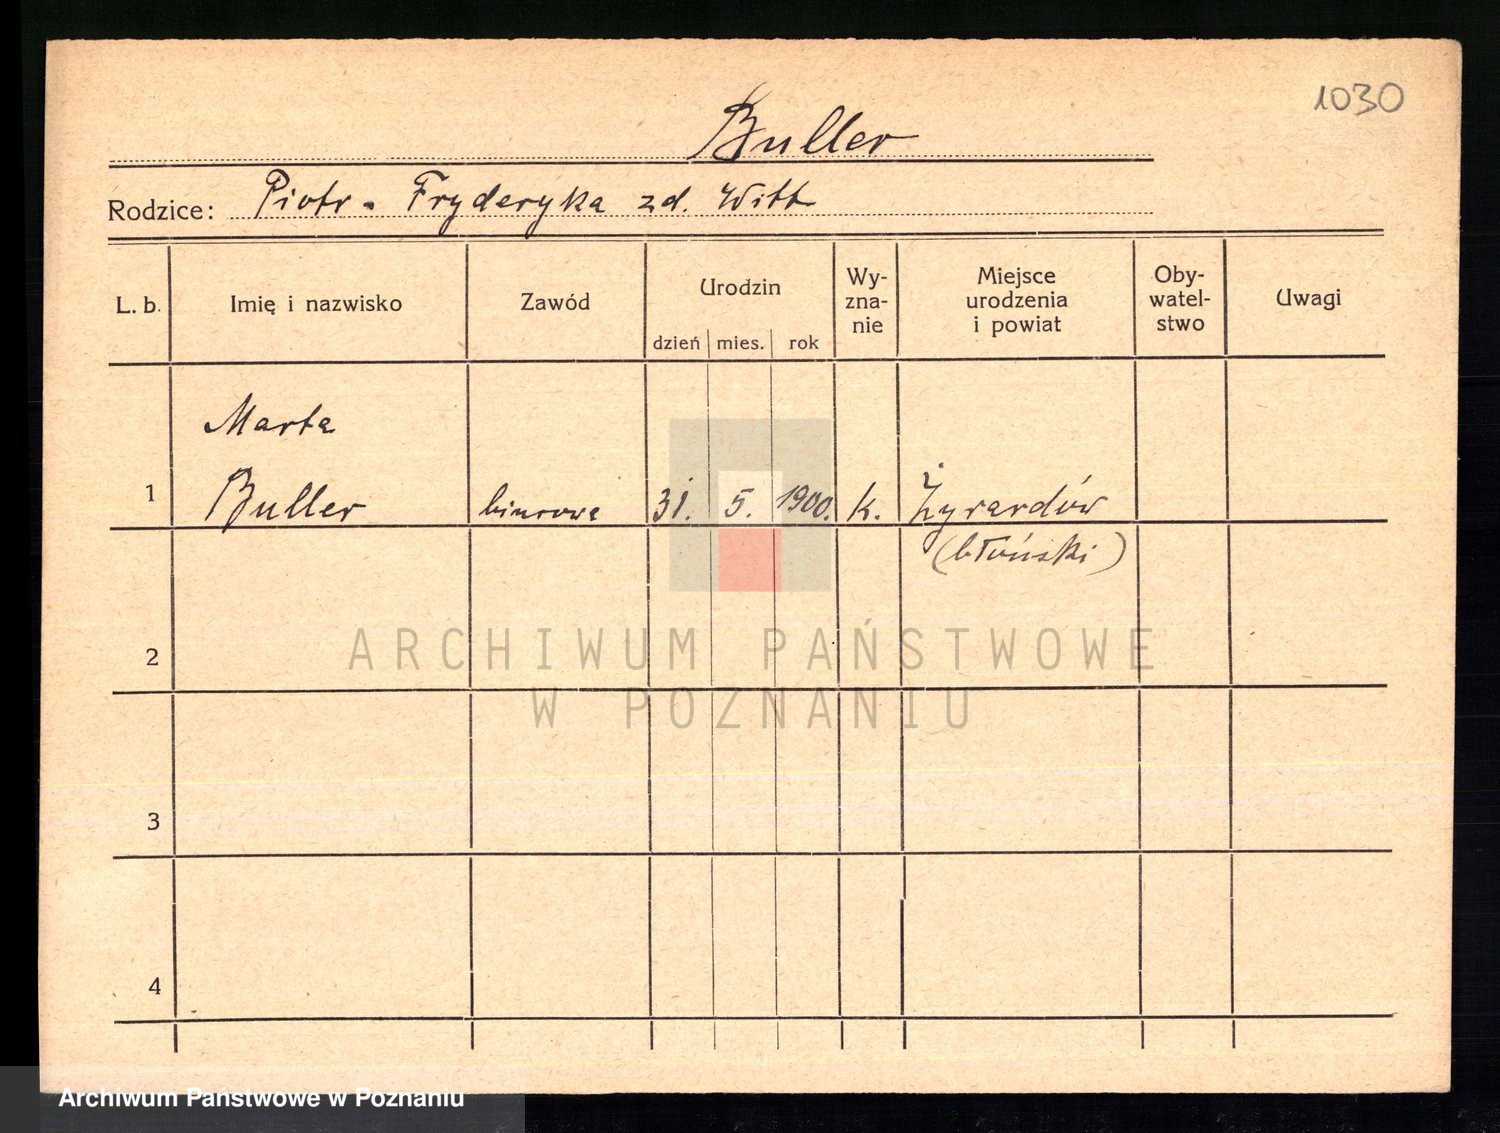 1030
Buller
Rodzice: Piotr - Fryderyka zd. Witt
L. b. Imię i nazwisko Zawód Urodzin dzień mies. rok Wy-zna-nie Miejsce urodzenia i powiat Oby-watel-stwo Uwagi
Marta
1 Buller biurowa 31. 5. 1900. k. Żyrardów
(błoński)
2
3
4
ARCHIWUM PAŃSTWOWE
W POZNANIU
Archiwum Państwowe w Poznaniu